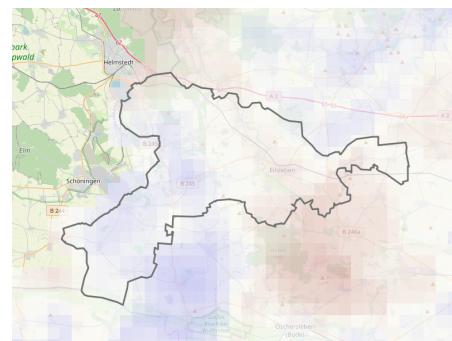 park
pwald
Helmstedt
A 2
A 2
Elm
B 245
Eilsleben
Schöningen
B 245
B 244
B 246a
Oschersleben
(Bode)